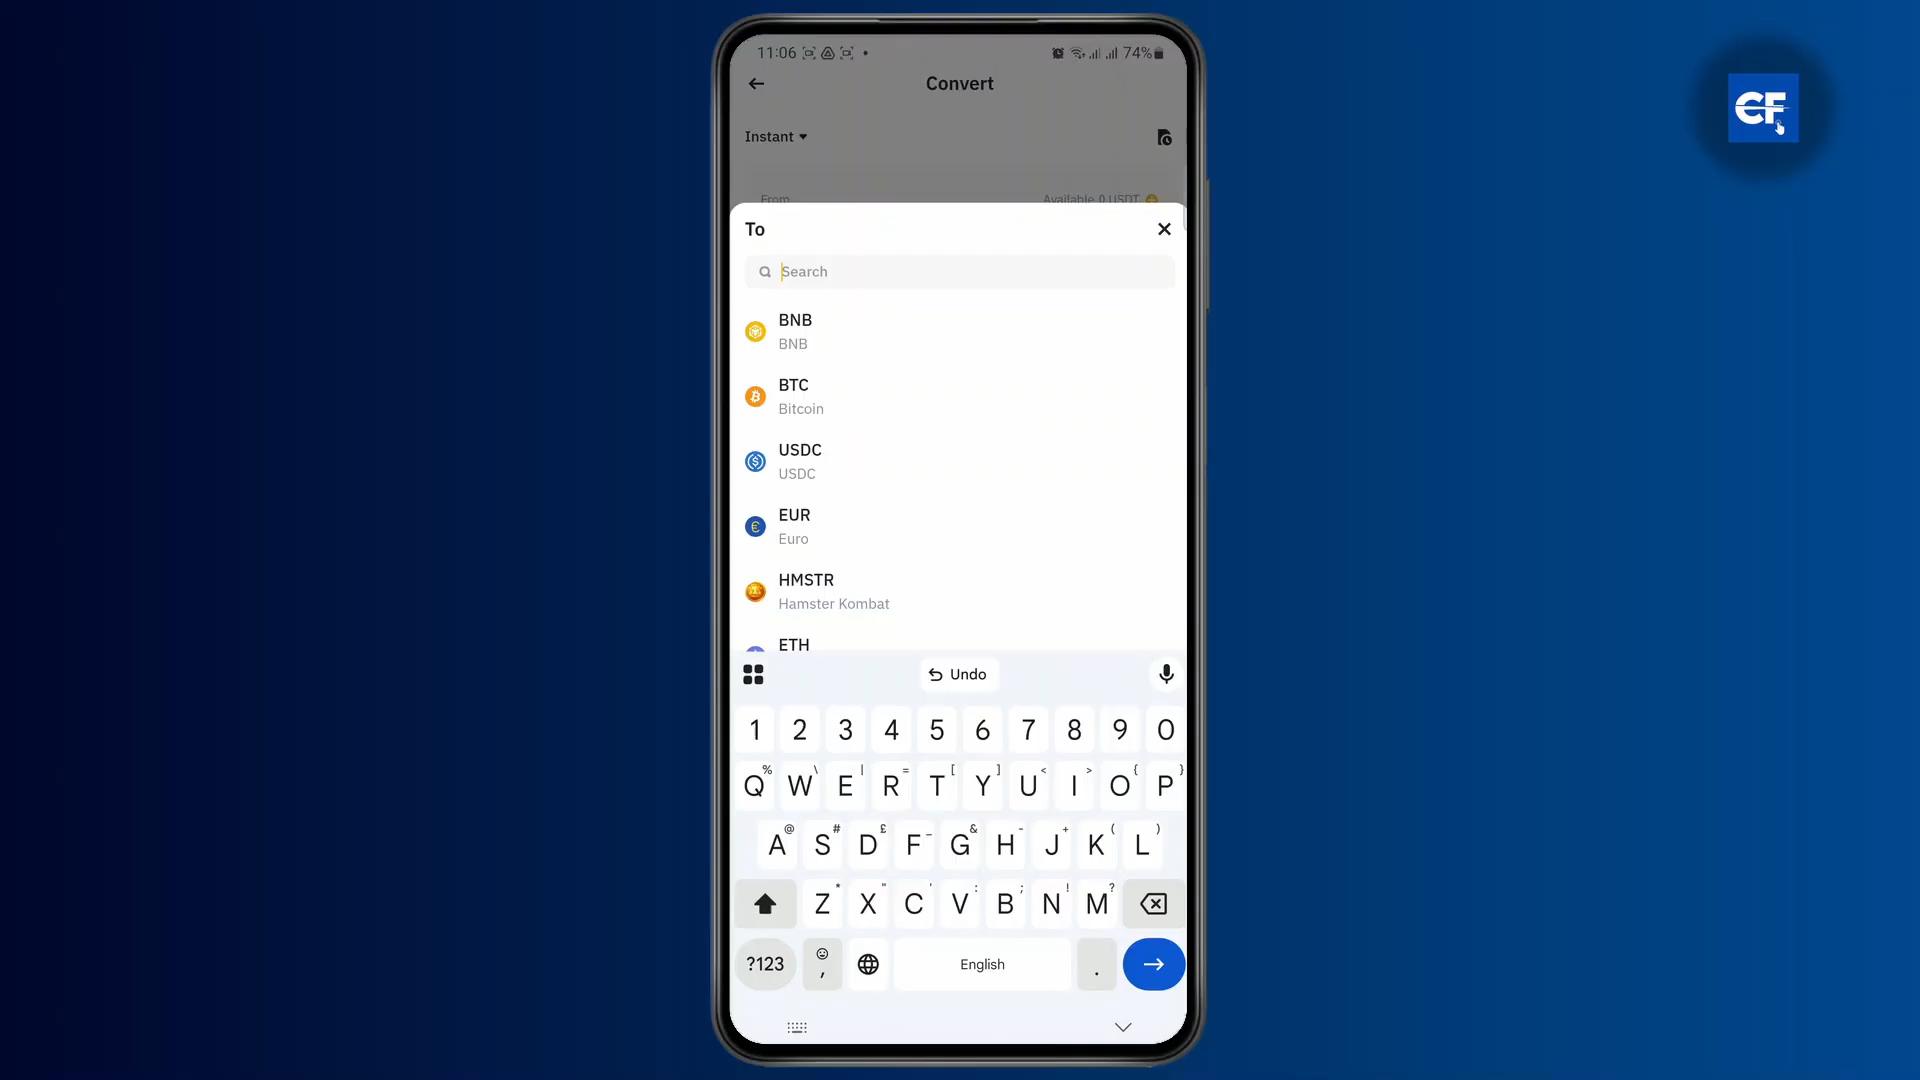 11:06
74%
Convert
Instant
From
Available 0 USDT
To
Search
BNB
BNB
BTC
Bitcoin
USDC
USDC
EUR
Euro
HMSTR
Hamster Kombat
ETH
Undo
1 2 3 4 5 6 7 8 9 0
% \ | = [ ] < > { }
Q W E R T Y U I O P
@ # £ _ & - + ( )
A S D F G H J K L
* " ' : ; ! ?
Z X C V B N M
?123 , English .
CF